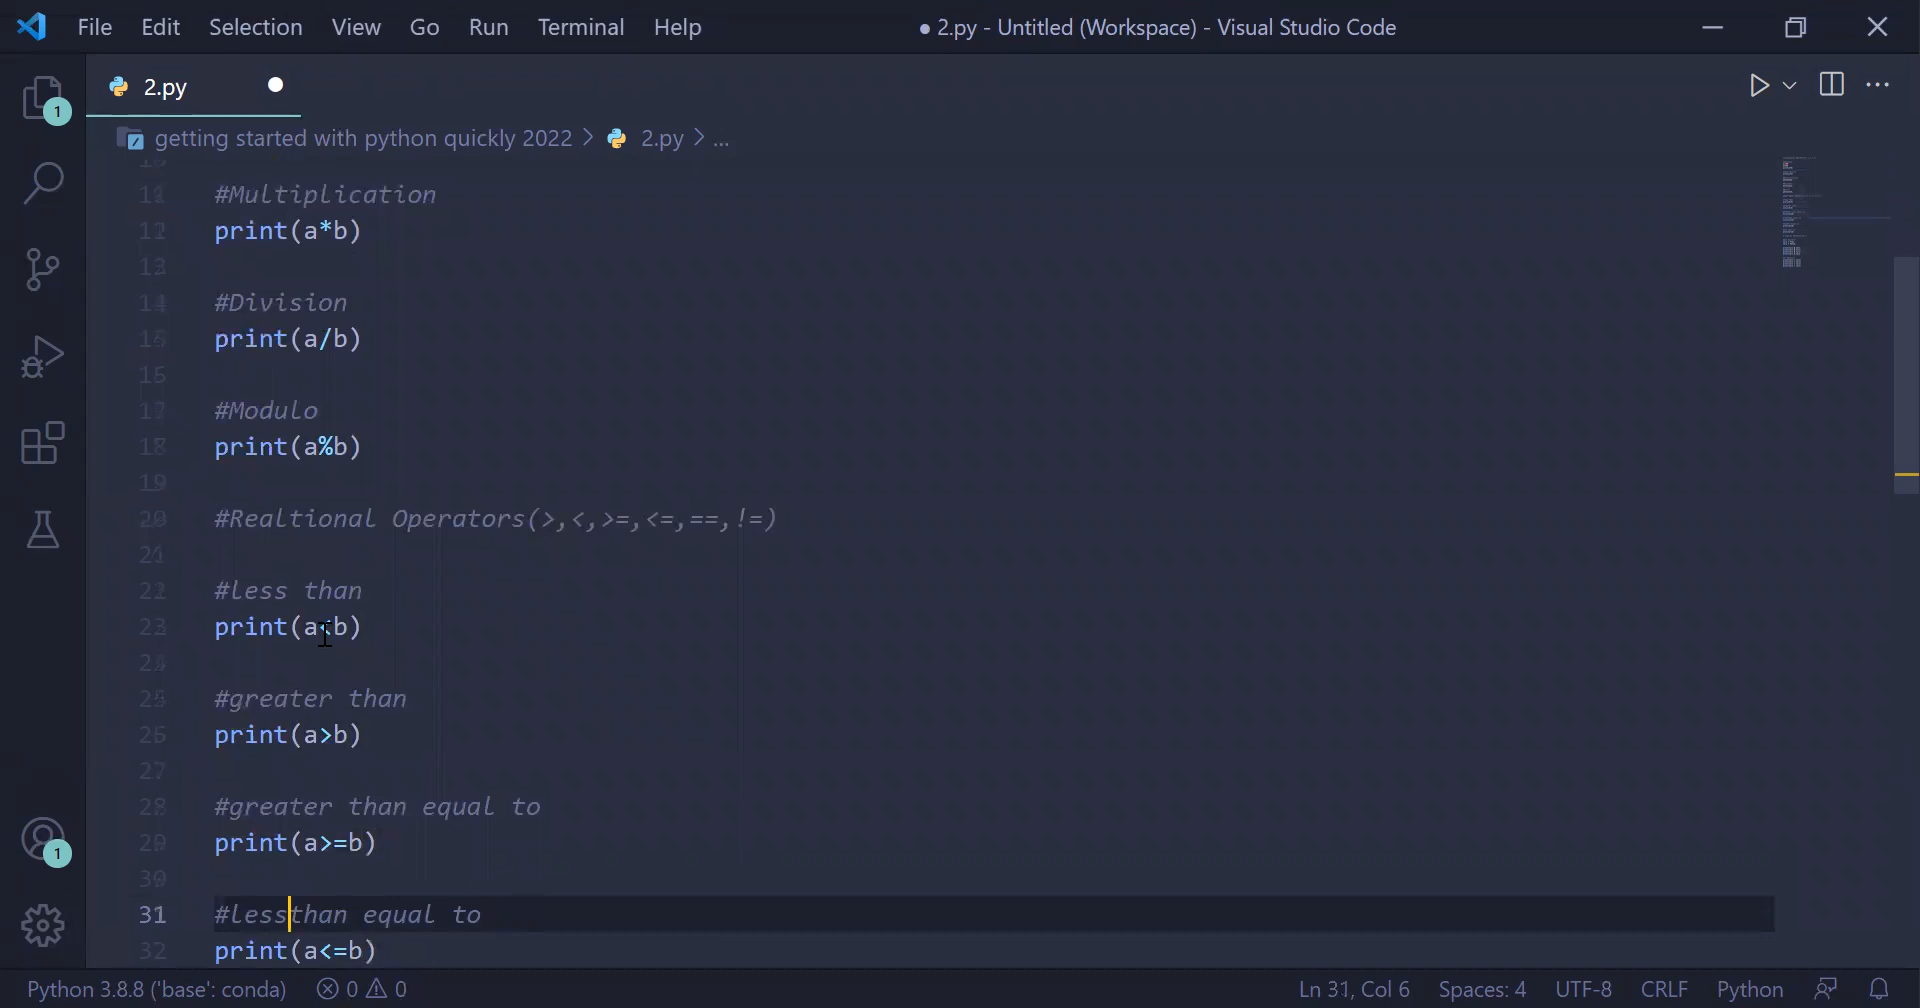 File Edit Selection View Go Run Terminal Help
● 2.py - Untitled (Workspace) - Visual Studio Code
2.py
getting started with python quickly 2022 > 2.py > ...
#Multiplication
print(a*b)
#Division
print(a/b)
#Modulo
print(a%b)
#Realtional Operators(>,<,>=,<=,==,!=)
#less than
print(a<b)
#greater than
print(a>b)
#greater than equal to
print(a>=b)
31 #lessthan equal to
32 print(a<=b)
1
1
Python 3.8.8 ('base': conda) 0 0 Ln 31, Col 6 Spaces: 4 UTF-8 CRLF Python